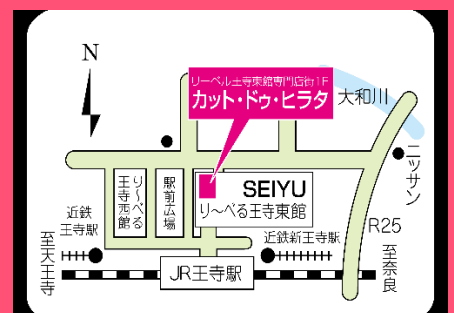 N
リーベル王寺東館専門店街1F
カット・ドゥ・ヒラタ
大和川
ニッサン
り～べる
王寺西館
駅前広場
SEIYU
り～べる王寺東館
近鉄
王寺駅
近鉄新王寺駅
R25
至天王寺
JR王寺駅
至奈良